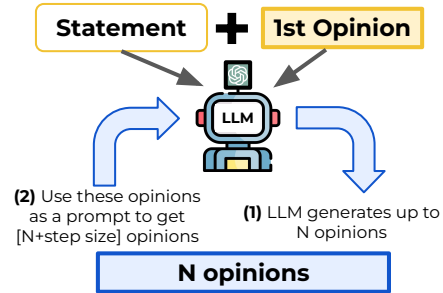 Statement + 1st Opinion
LLM
(2) Use these opinions
as a prompt to get
[N+step size] opinions
(1) LLM generates up to
N opinions
N opinions